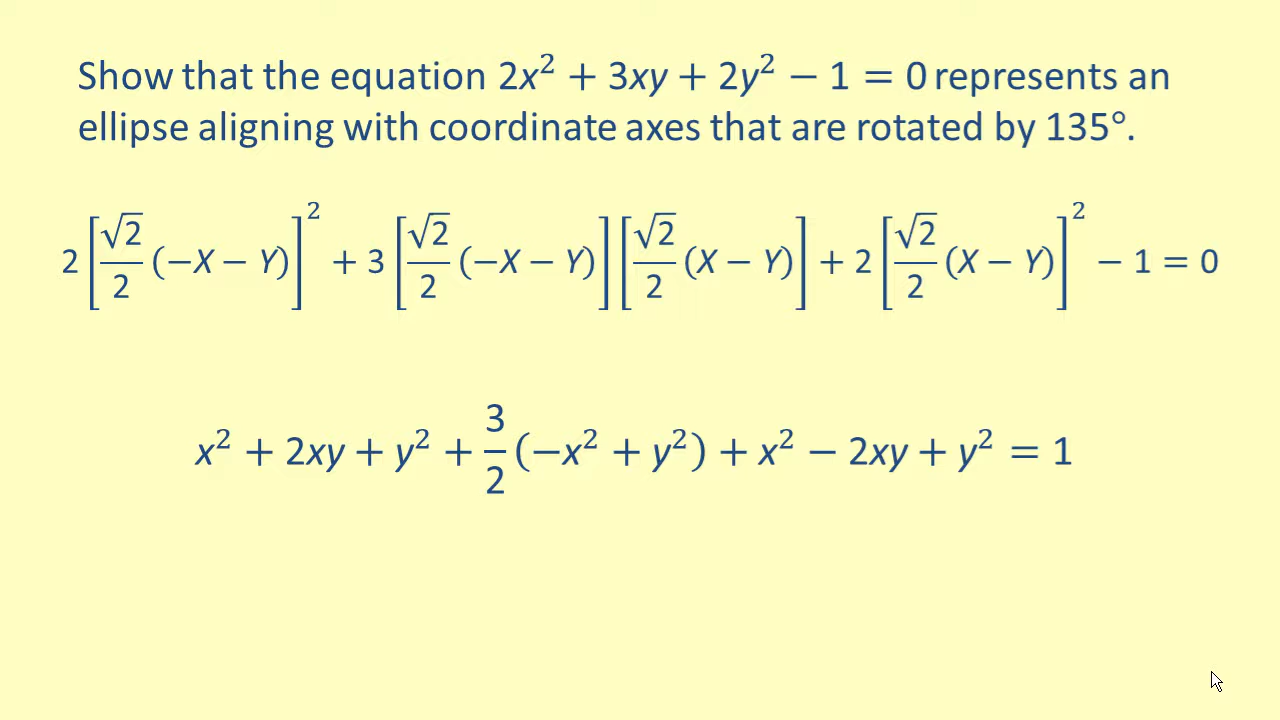 Show that the equation 2x² + 3xy + 2y² − 1 = 0 represents an
ellipse aligning with coordinate axes that are rotated by 135°.
2[√2/2 (−X − Y)]² + 3[√2/2 (−X − Y)][√2/2 (X − Y)] + 2[√2/2 (X − Y)]² − 1 = 0
x² + 2xy + y² + 3/2 (−x² + y²) + x² − 2xy + y² = 1